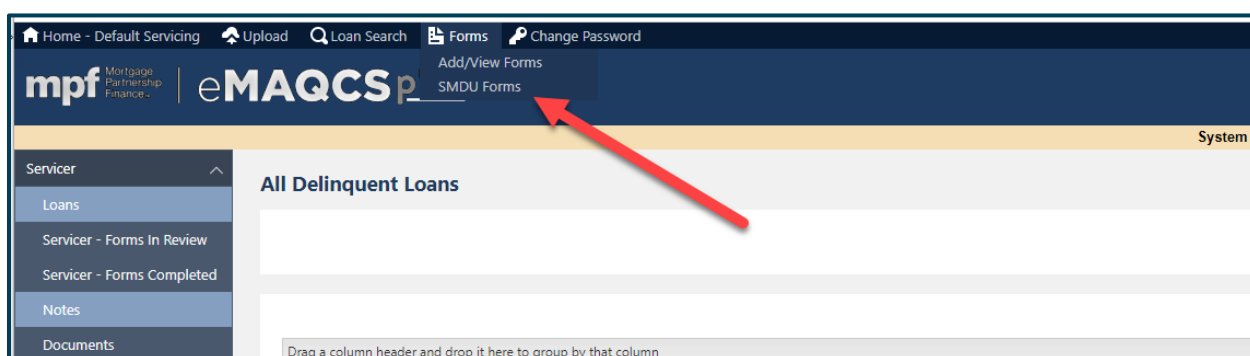 Home - Default Servicing Upload Loan Search Forms Change Password
Add/View Forms
SMDU Forms
mpf Mortgage Partnership Finance
eMAQCS
System
Servicer
Loans
Servicer - Forms In Review
Servicer - Forms Completed
Notes
Documents
All Delinquent Loans
Drag a column header and drop it here to group by that column